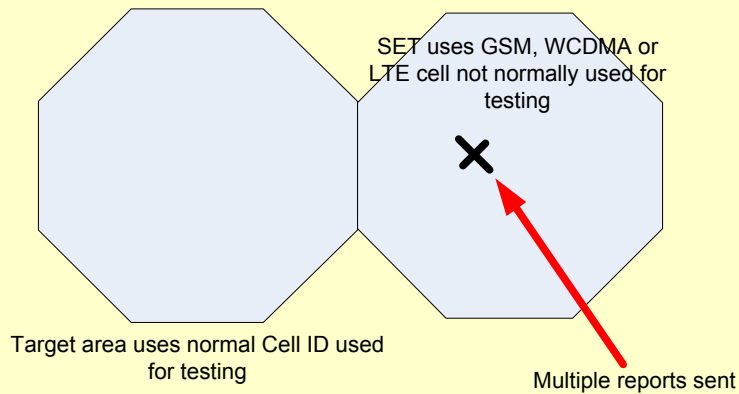 SET uses GSM, WCDMA or
LTE cell not normally used for
testing
Target area uses normal Cell ID used
for testing
Multiple reports sent